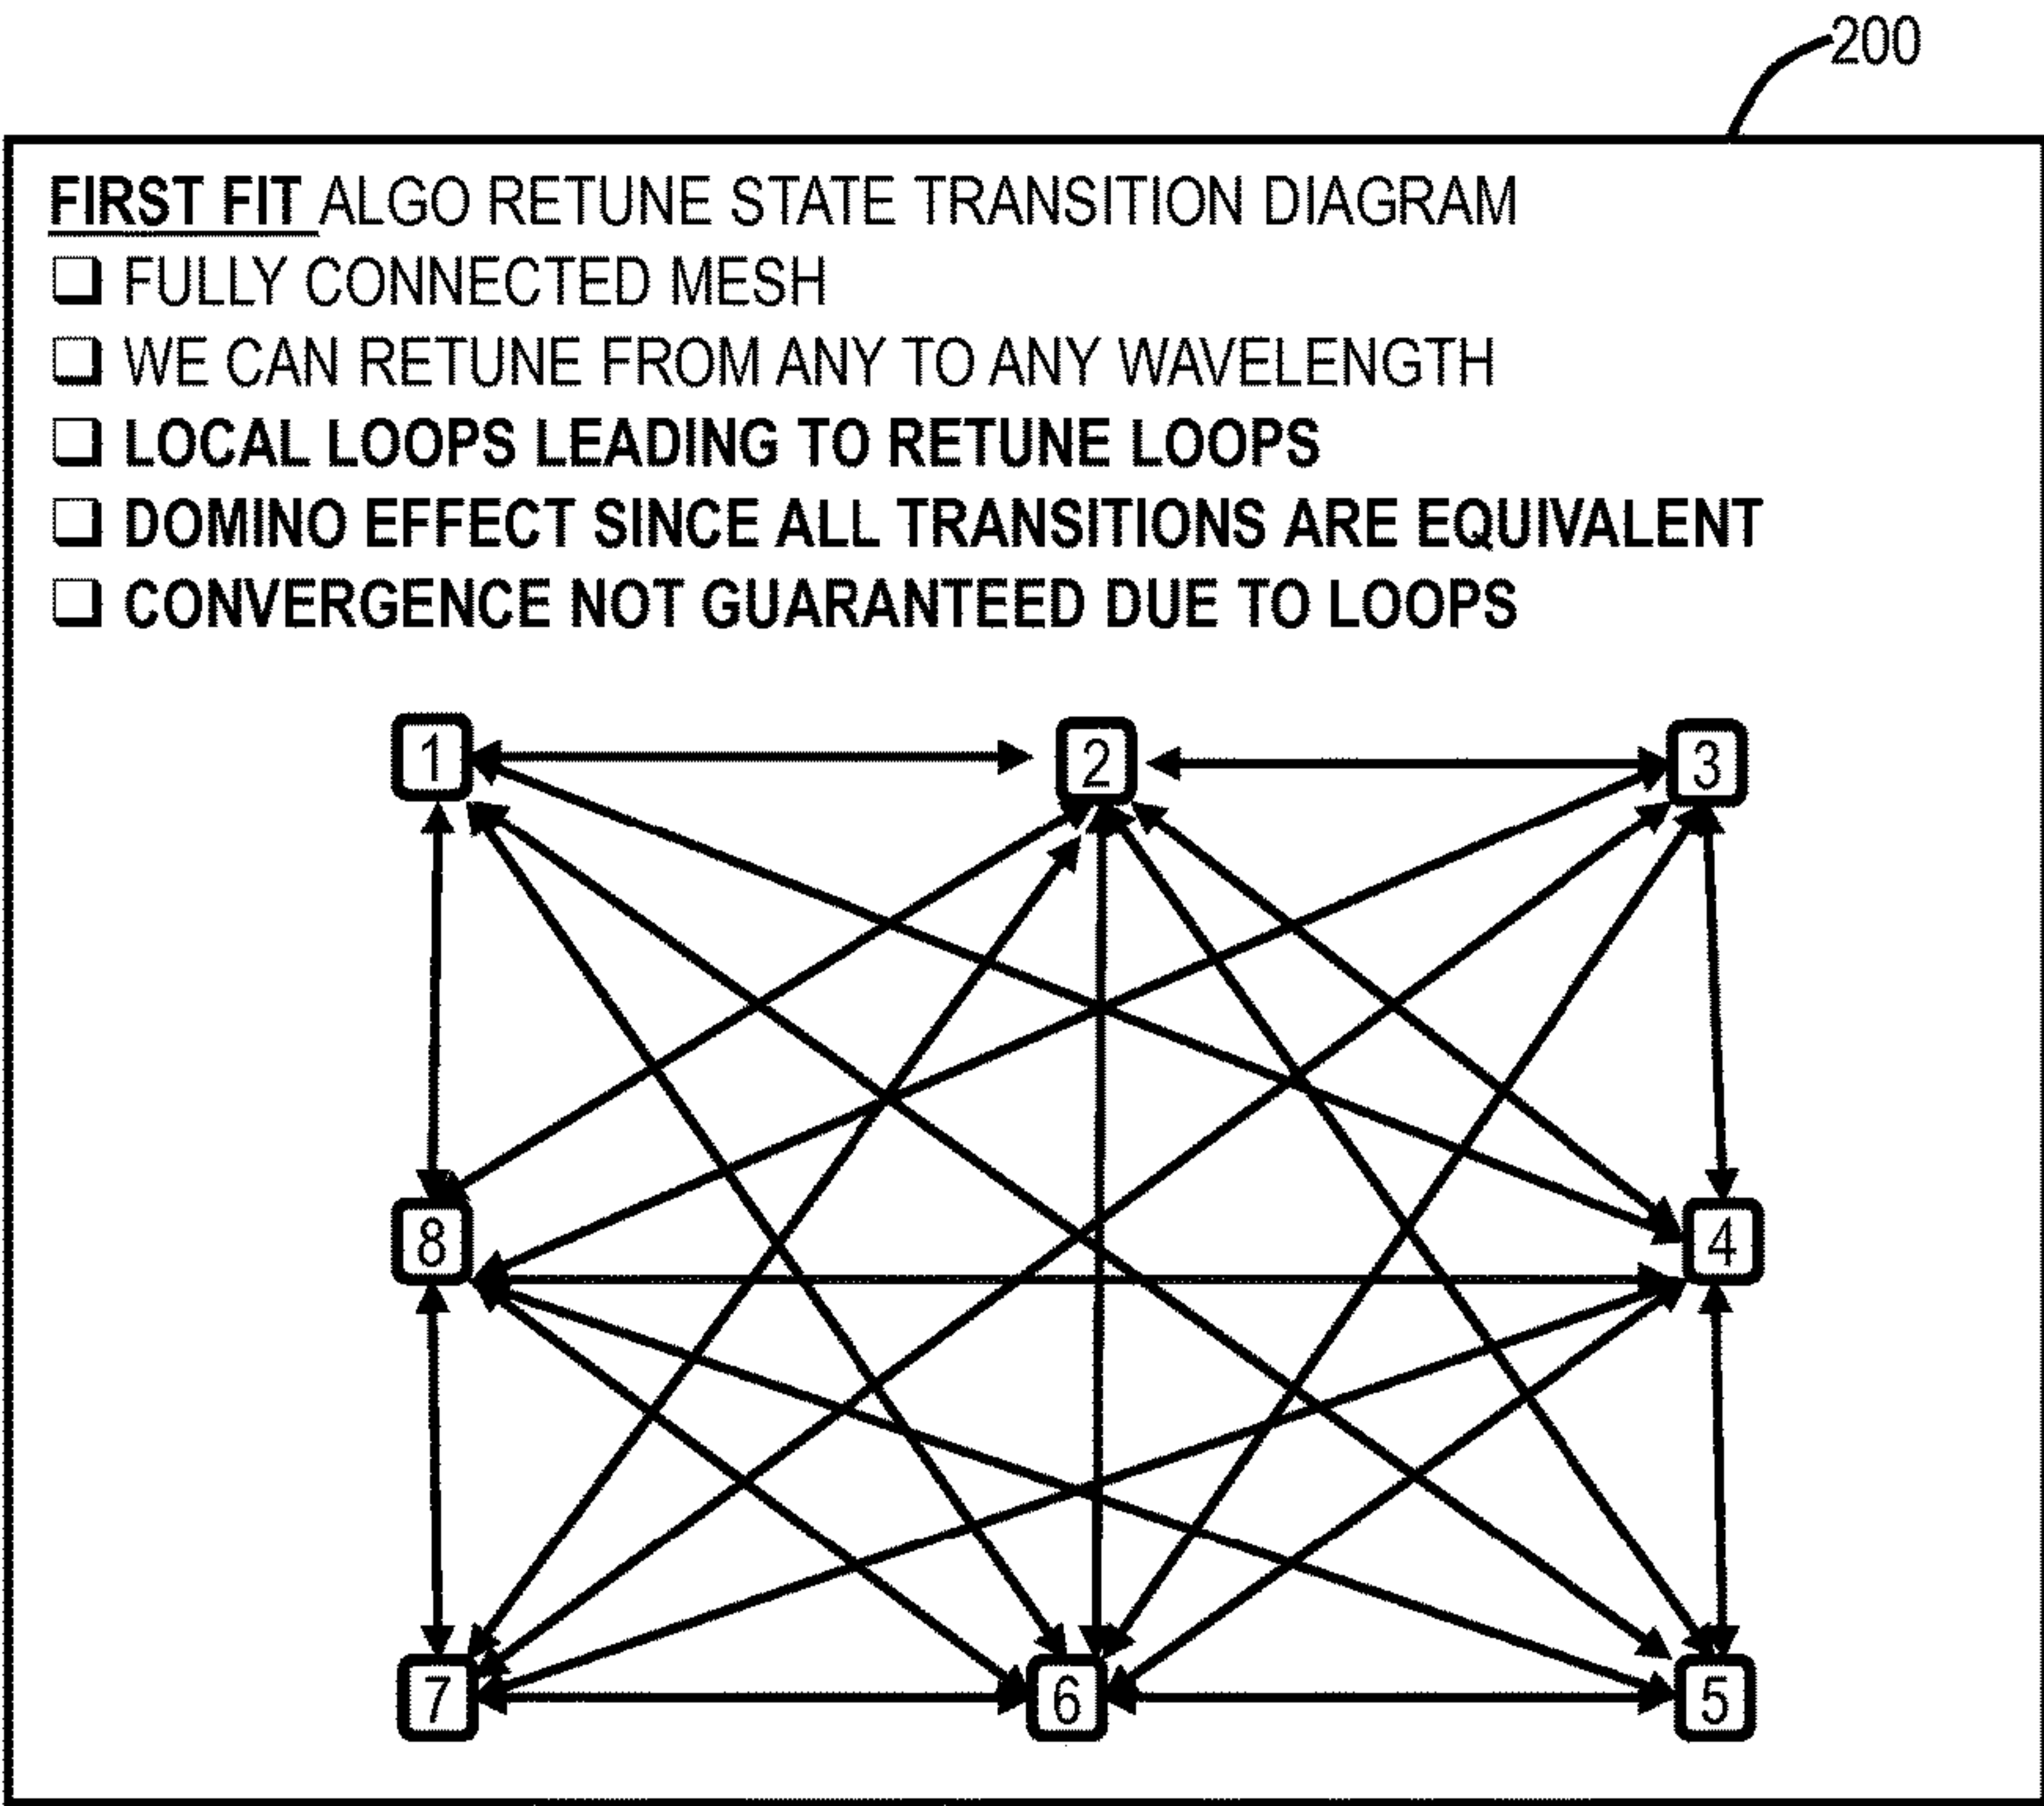 200
FIRST FIT ALGO RETUNE STATE TRANSITION DIAGRAM
❑ FULLY CONNECTED MESH
❑ WE CAN RETUNE FROM ANY TO ANY WAVELENGTH
❑ LOCAL LOOPS LEADING TO RETUNE LOOPS
❑ DOMINO EFFECT SINCE ALL TRANSITIONS ARE EQUIVALENT
❑ CONVERGENCE NOT GUARANTEED DUE TO LOOPS
1 2 3
8 4
7 6 5